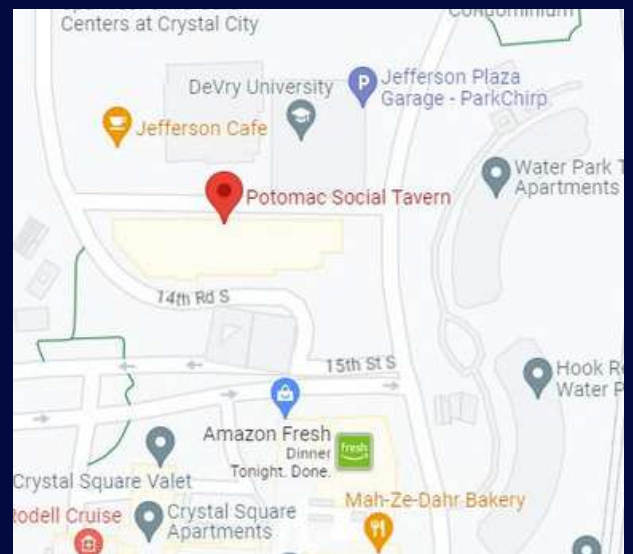 Centers at Crystal City
Condominium
DeVry University
Jefferson Plaza
Garage - ParkChirp
Jefferson Cafe
Water Park T
Apartments
Potomac Social Tavern
14th Rd S
15th St S
Hook R
Water P
Amazon Fresh
Dinner
Tonight. Done.
fresh
Crystal Square Valet
Mah-Ze-Dahr Bakery
Rodell Cruise
Crystal Square
Apartments